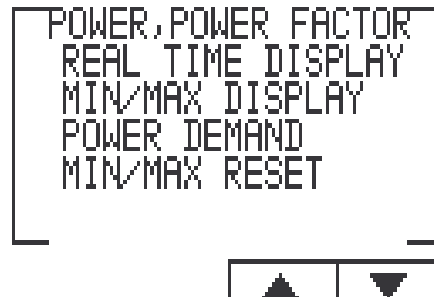 POWER,POWER FACTOR
REAL TIME DISPLAY
MIN/MAX DISPLAY
POWER DEMAND
MIN/MAX RESET